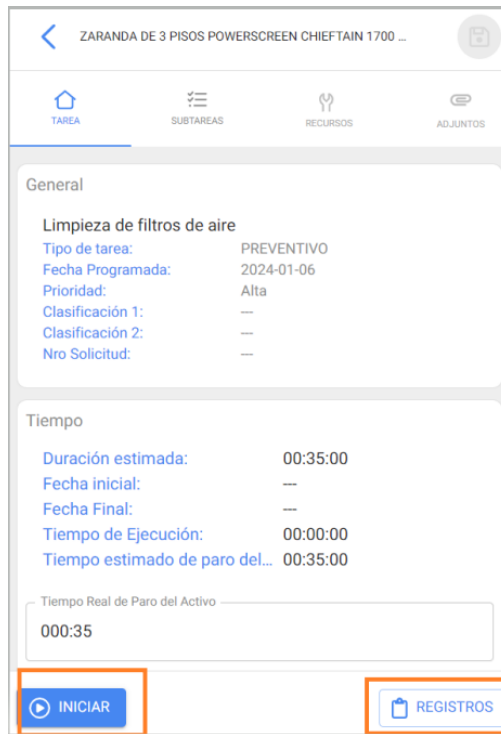 ZARANDA DE 3 PISOS POWERSCREEN CHIEFTAIN 1700 ...
TAREA SUBTAREAS RECURSOS ADJUNTOS
General
Limpieza de filtros de aire
Tipo de tarea: PREVENTIVO
Fecha Programada: 2024-01-06
Prioridad: Alta
Clasificación 1: ---
Clasificación 2: ---
Nro Solicitud: ---
Tiempo
Duración estimada: 00:35:00
Fecha inicial: ---
Fecha Final: ---
Tiempo de Ejecución: 00:00:00
Tiempo estimado de paro del... 00:35:00
Tiempo Real de Paro del Activo
000:35
INICIAR REGISTROS